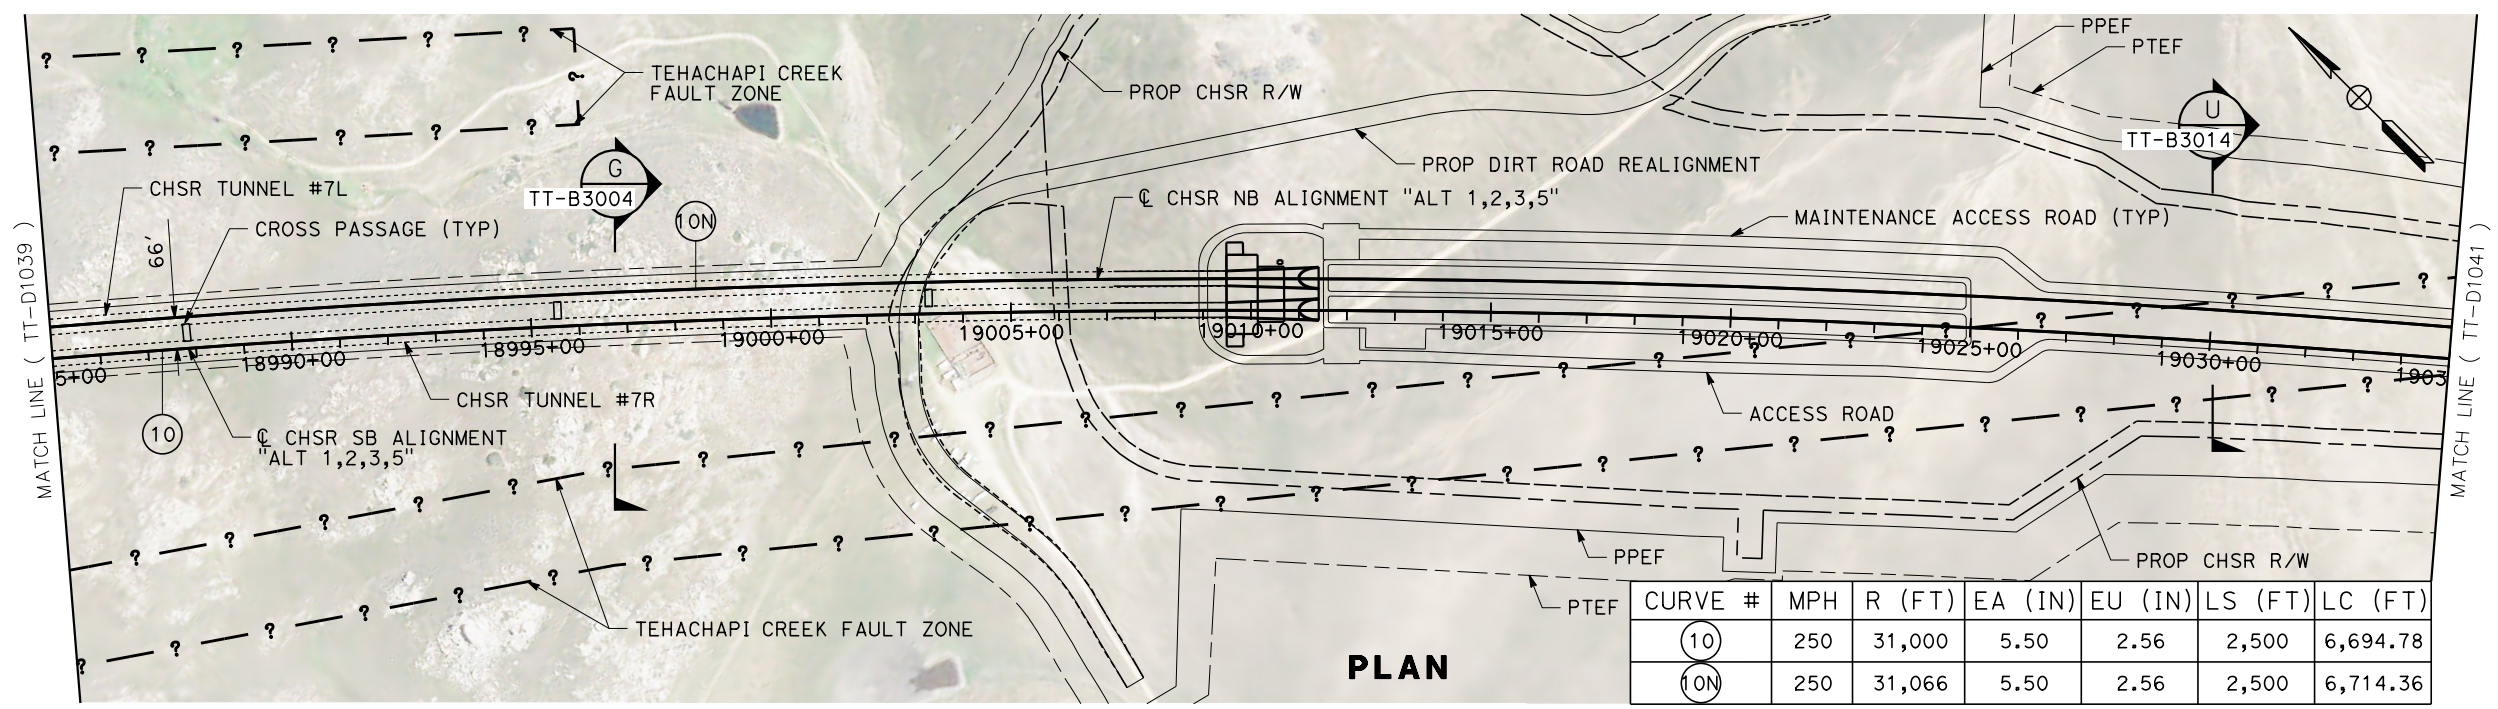 PPEF
PTEF
TEHACHAPI CREEK
FAULT ZONE
PROP CHSR R/W
U
TT-B3014
G
TT-B3004
PROP DIRT ROAD REALIGNMENT
CHSR TUNNEL #7L
℄ CHSR NB ALIGNMENT "ALT 1,2,3,5"
10N
MAINTENANCE ACCESS ROAD (TYP)
CROSS PASSAGE (TYP)
66'
MATCH LINE ( TT-D1039 )
MATCH LINE ( TT-D1041 )
5+00
18990+00
18995+00
19000+00
19005+00
19010+00
19015+00
19020+00
19025+00
19030+00
1903
CHSR TUNNEL #7R
ACCESS ROAD
10
℄ CHSR SB ALIGNMENT
"ALT 1,2,3,5"
PPEF
PROP CHSR R/W
PTEF
TEHACHAPI CREEK FAULT ZONE
PLAN
CURVE # MPH R (FT) EA (IN) EU (IN) LS (FT) LC (FT)
10 250 31,000 5.50 2.56 2,500 6,694.78
10N 250 31,066 5.50 2.56 2,500 6,714.36